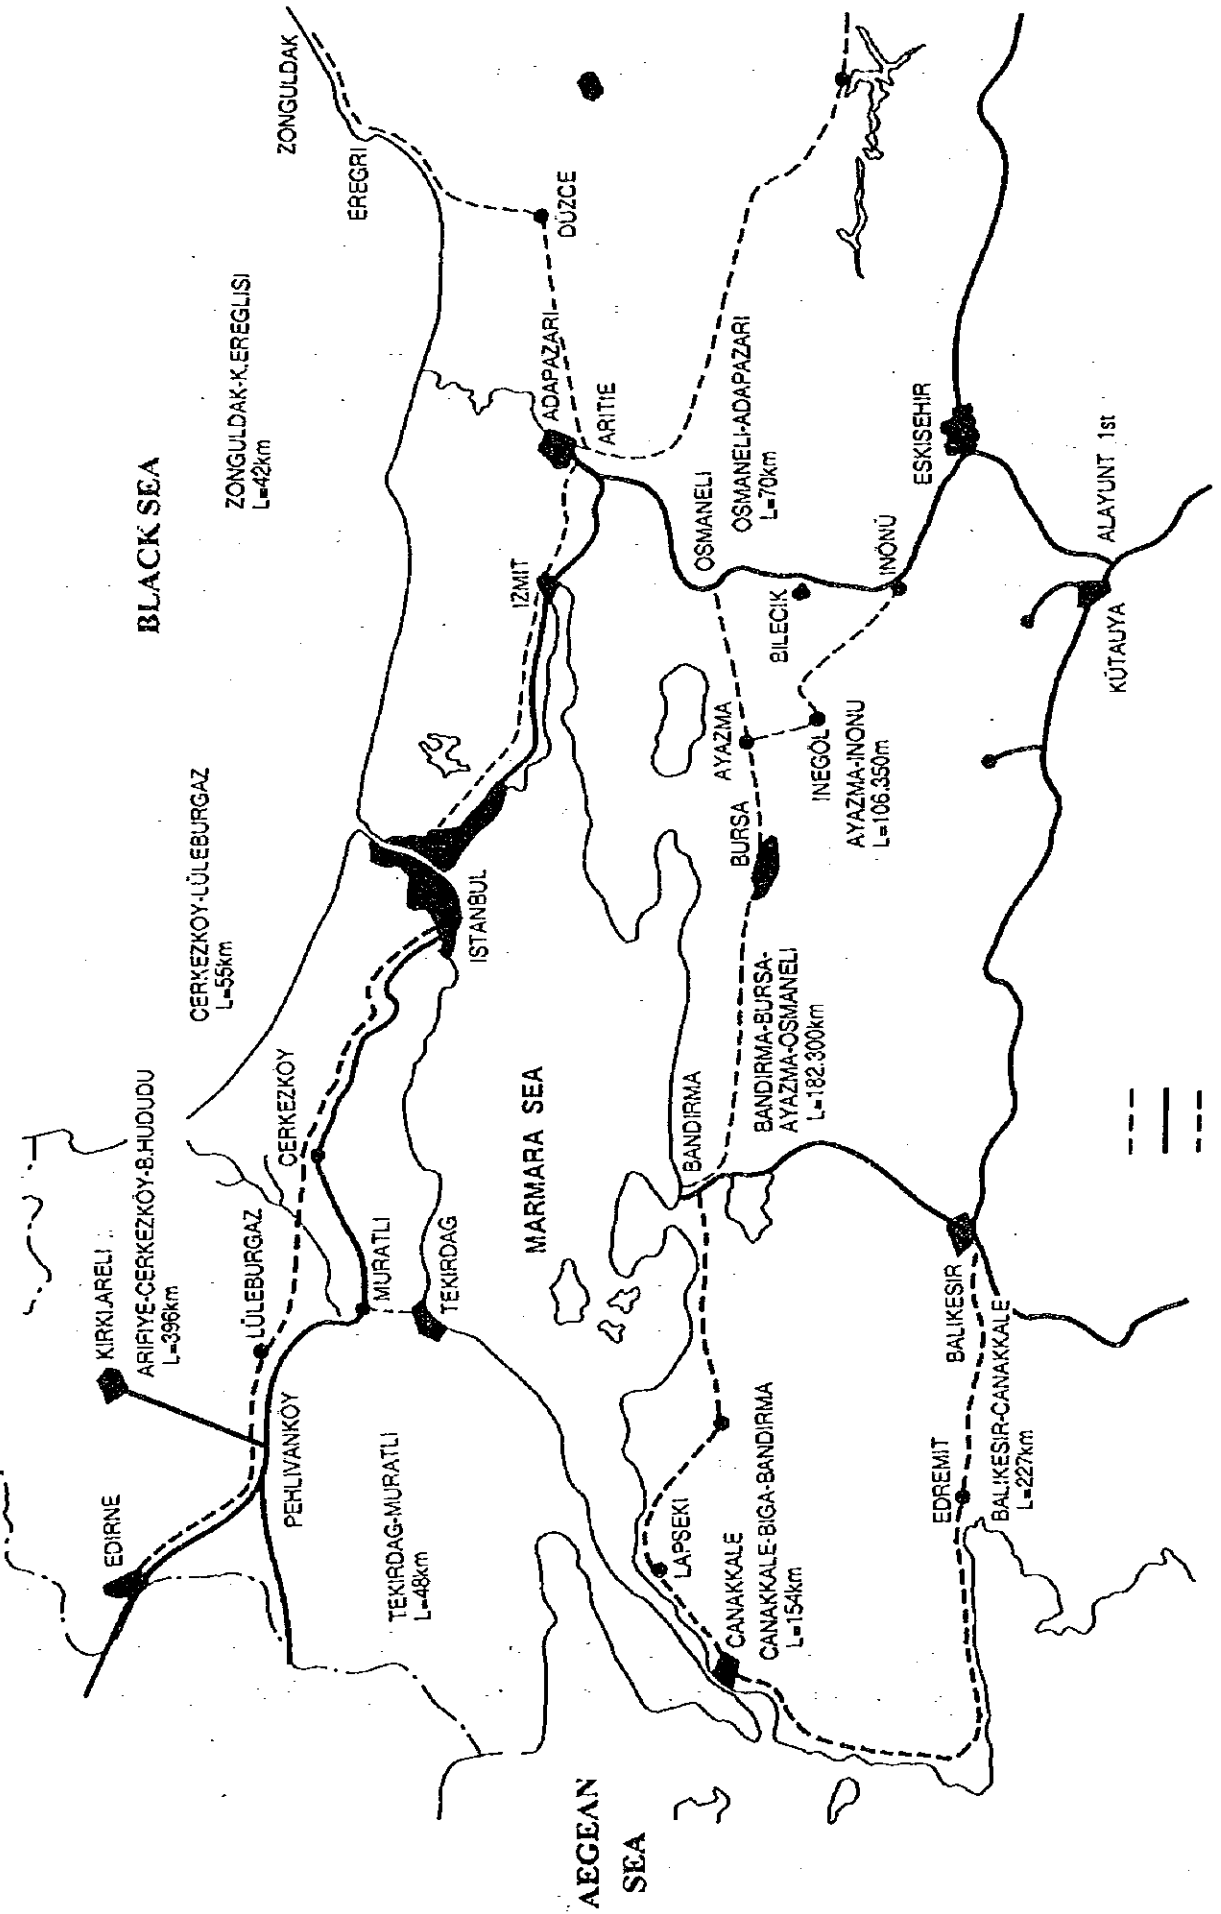 BLACK SEA
ZONGULDAK
EREGRI
ZONGULDAK-K.EREGLISI
L=42km
DÜZCE
ADAPAZARI
ARITIE
IZMIT
CERKEZKOY-LÜLEBURGAZ
L=55km
ISTANBUL
CERKEZKÖY
KIRKLARELI
ARIFIYE-CERKEZKÖY-B.HUDUDU
L=396km
LÜLEBURGAZ
MURATLI
TEKIRDAG
EDIRNE
PEHLIVANKÖY
TEKIRDAG-MURATLI
L=48km
MARMARA SEA
AEGEAN
SEA
OSMANELI
OSMANELI-ADAPAZARI
L=70km
BILECIK
INÖNÜ
ESKISEHIR
ALAYUNT 1st
KÜTAUYA
AYAZMA
INEGÖL
AYAZMA-INONU
L=106.350m
BURSA
BANDIRMA
BANDIRMA-BURSA-
AYAZMA-OSMANELI
L=182.300km
LAPSEKI
CANAKKALE
CANAKKALE-BIGA-BANDIRMA
L=154km
BALIKESIR
EDREMIT
BALIKESIR-CANAKKALE
L=227km